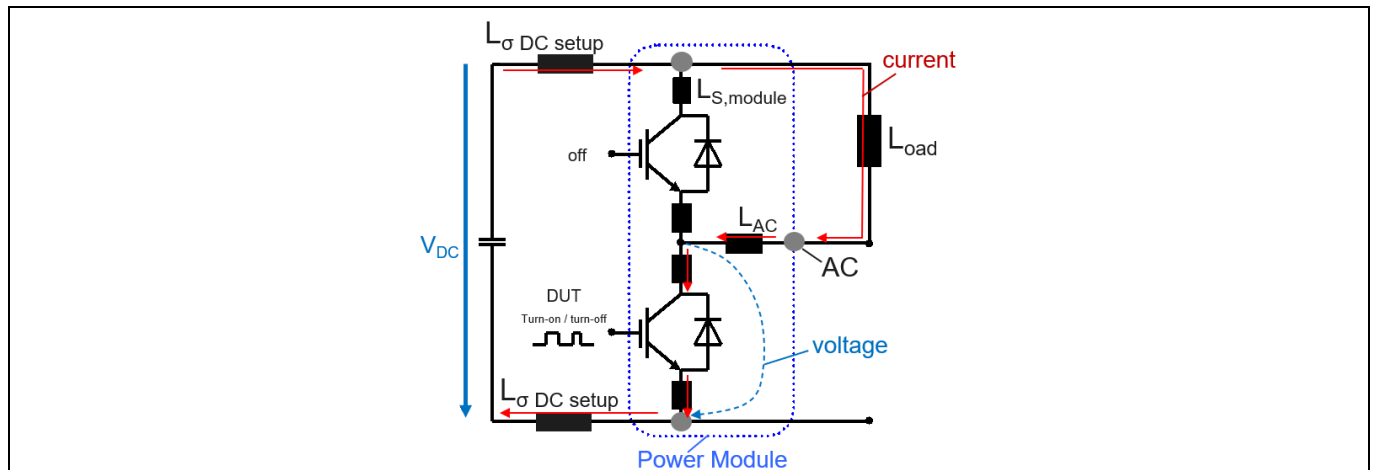 Lσ DC setup
current
LS,module
off
Load
LAC
VDC
AC
DUT
Turn-on / turn-off
voltage
Lσ DC setup
Power Module